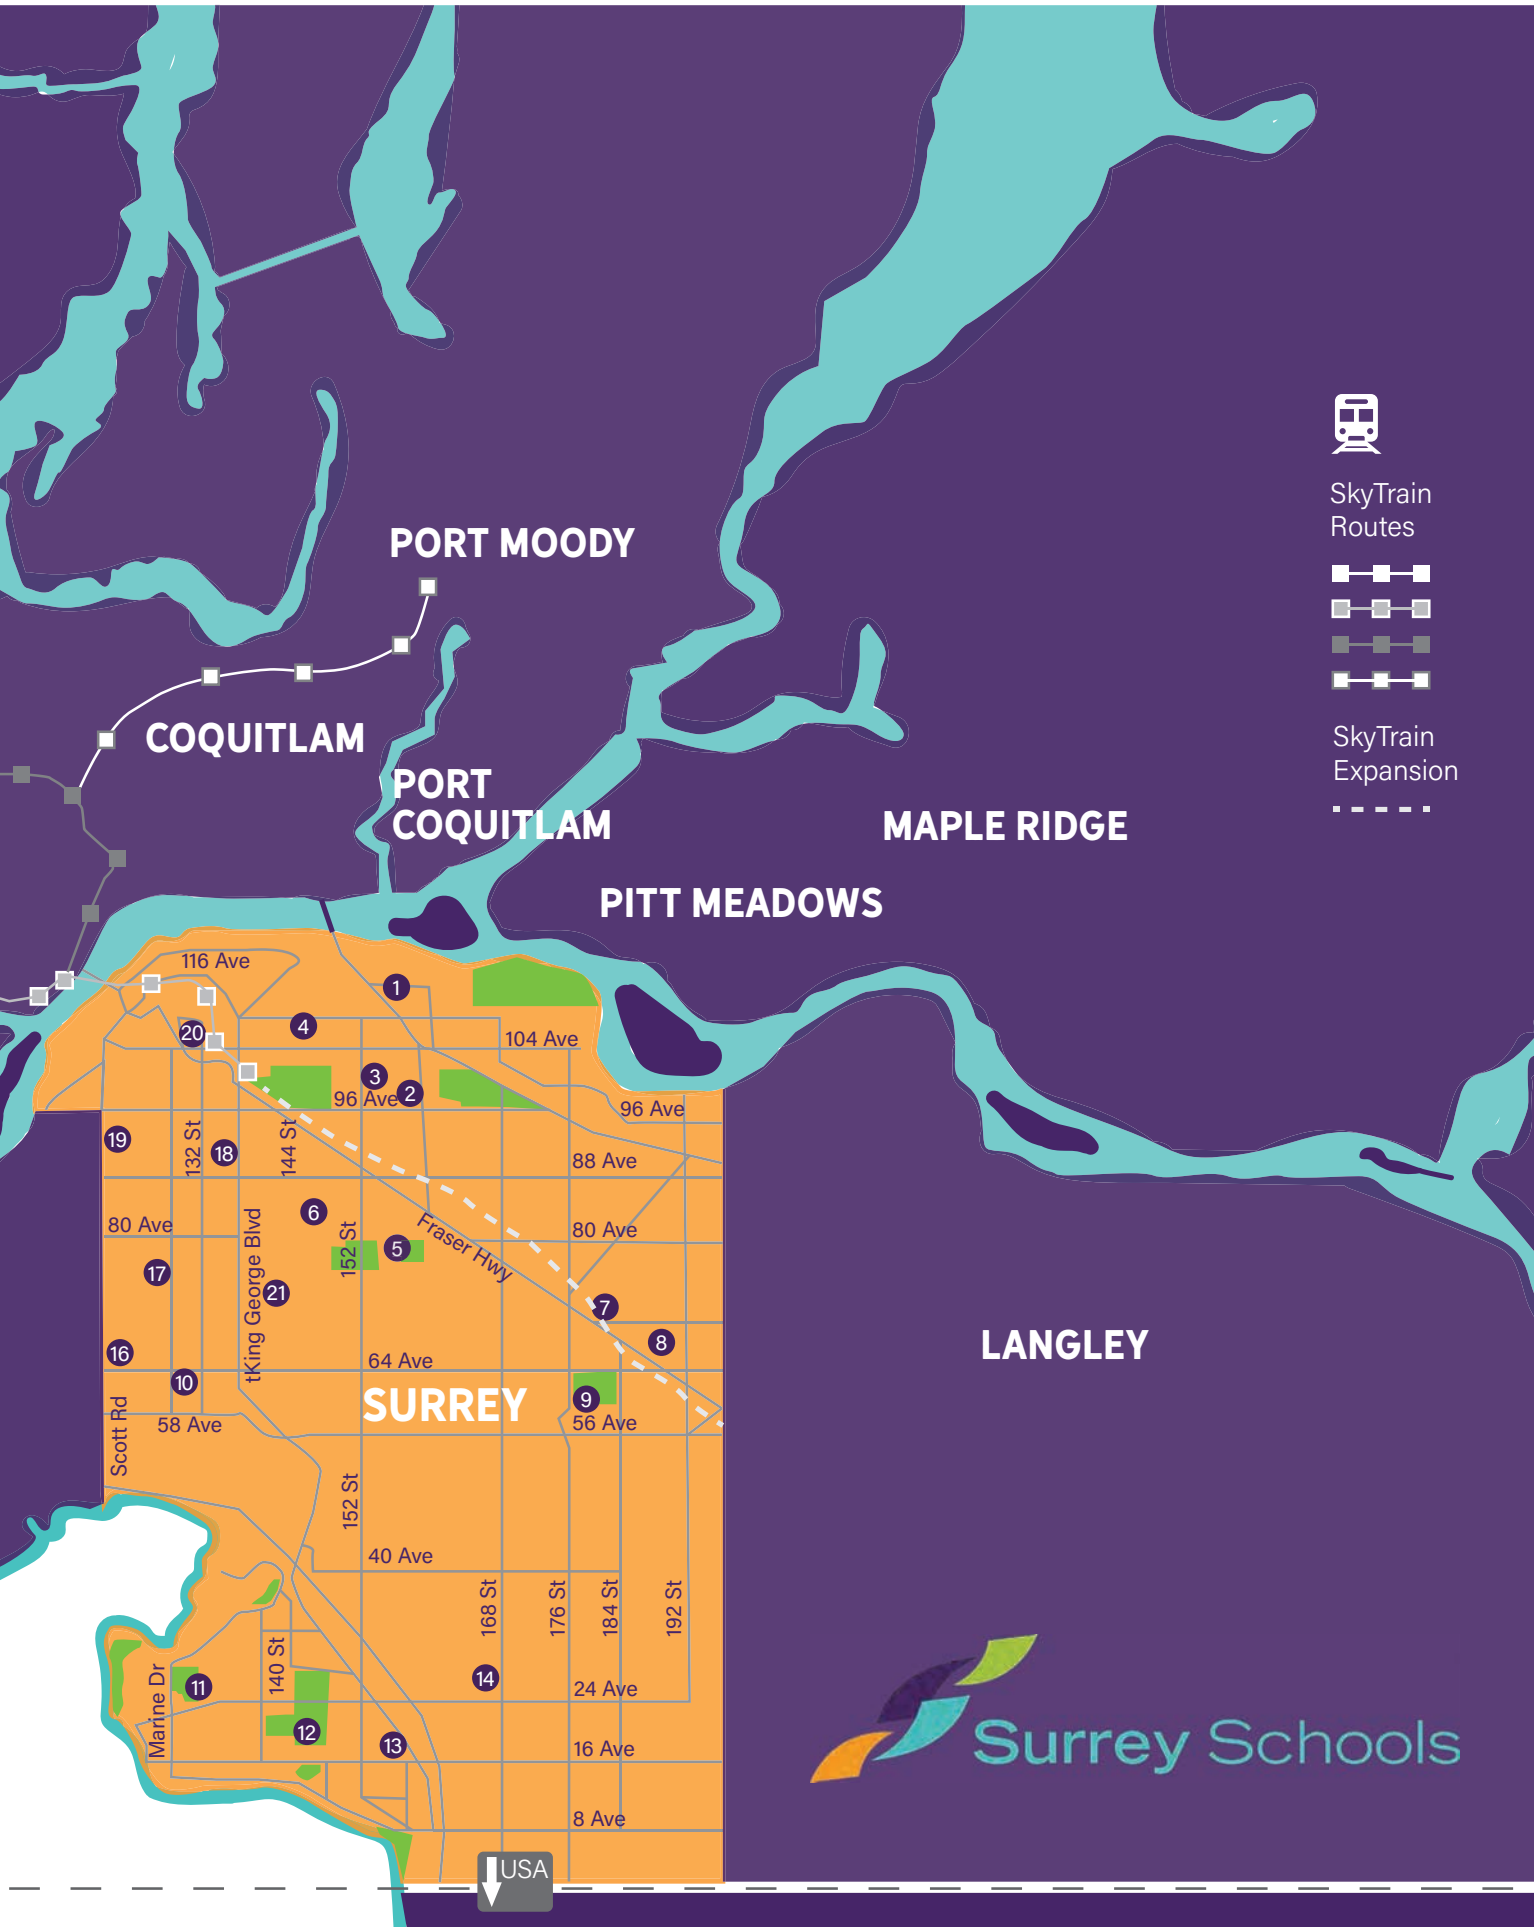 PORT MOODY
SkyTrain
Routes
COQUITLAM
SkyTrain
Expansion
PORT
COQUITLAM
MAPLE RIDGE
PITT MEADOWS
116 Ave
1
20
4
104 Ave
3
2
96 Ave
96 Ave
19
132 St
18
144 St
88 Ave
6
80 Ave
King George Blvd
152 St
5
Fraser Hwy
80 Ave
17
21
7
8
16
64 Ave
LANGLEY
10
SURREY
9
56 Ave
Scott Rd
58 Ave
152 St
40 Ave
168 St
176 St
184 St
192 St
140 St
Marine Dr
11
14
24 Ave
12
13
16 Ave
Surrey Schools
8 Ave
USA